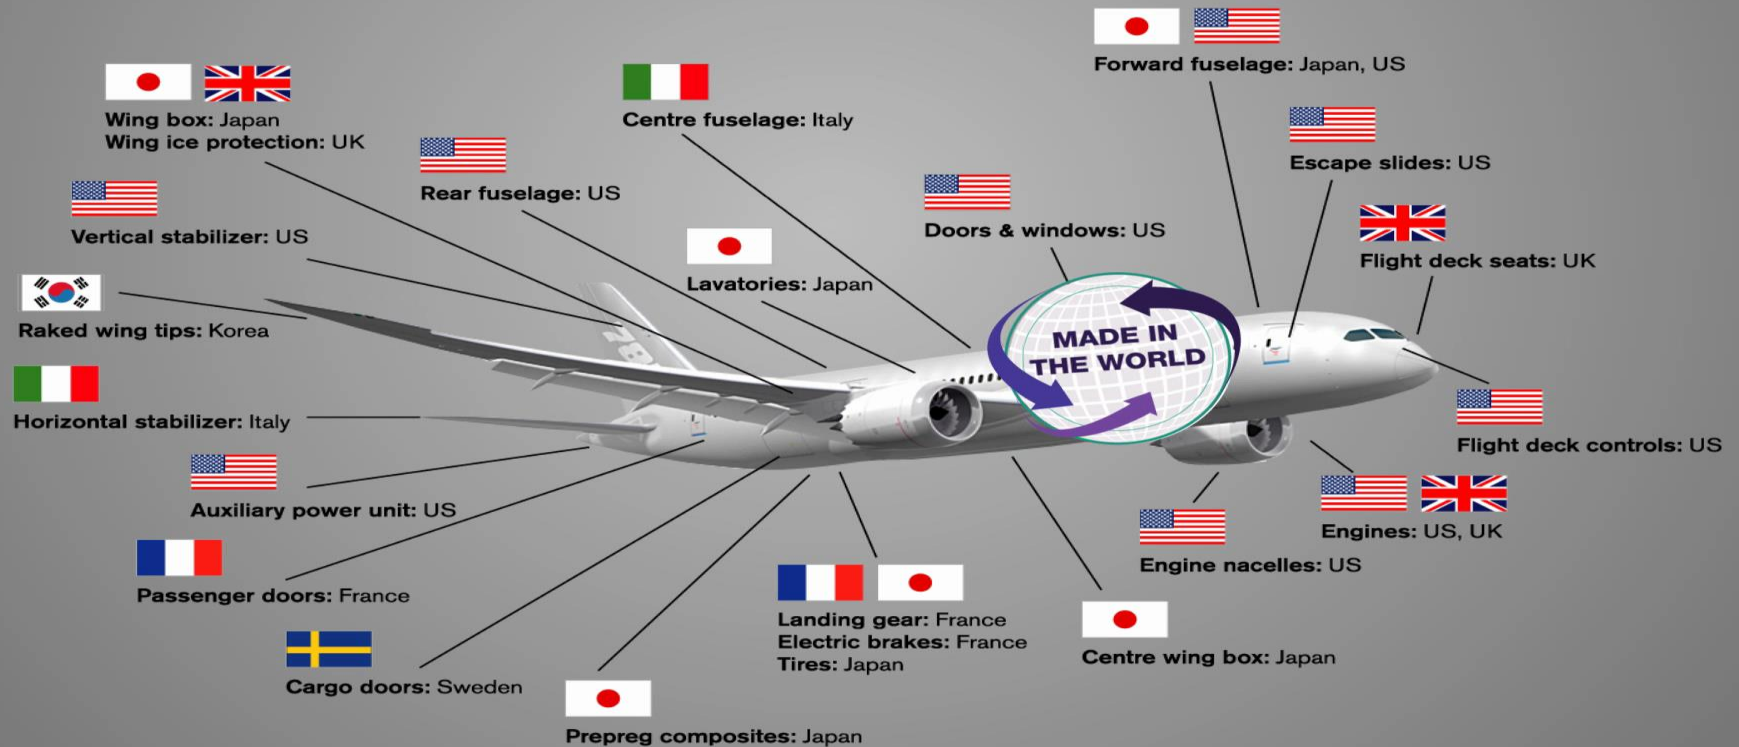 Forward fuselage: Japan, US
Wing box: Japan
Wing ice protection: UK
Centre fuselage: Italy
Escape slides: US
Rear fuselage: US
Vertical stabilizer: US
Doors & windows: US
Flight deck seats: UK
Lavatories: Japan
Raked wing tips: Korea
MADE IN
THE WORLD
78
Horizontal stabilizer: Italy
Flight deck controls: US
Auxiliary power unit: US
Engines: US, UK
Engine nacelles: US
Passenger doors: France
Landing gear: France
Electric brakes: France
Tires: Japan
Centre wing box: Japan
Cargo doors: Sweden
Prepreg composites: Japan